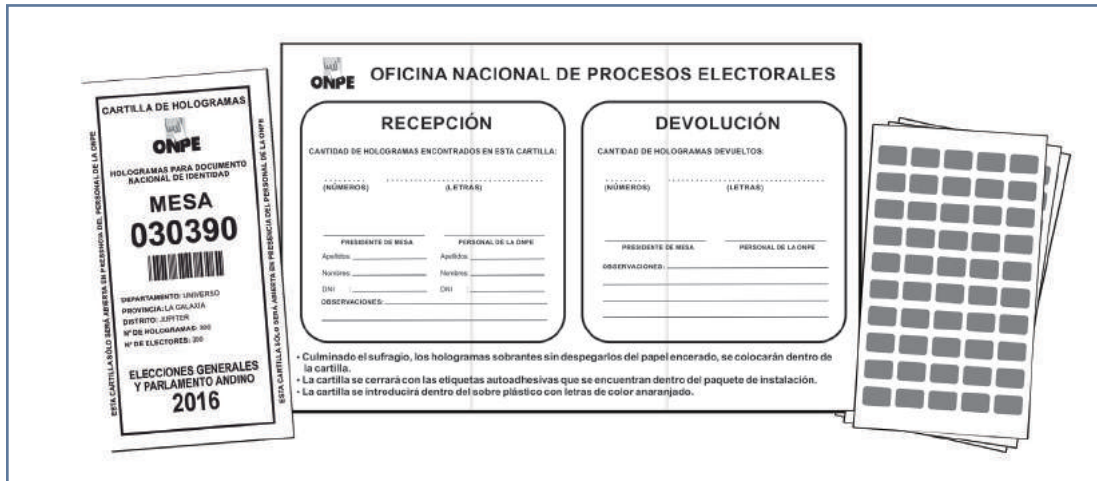 ESTA CARTILLA SÓLO SERÁ ABIERTA EN PRESENCIA DEL PERSONAL DE LA ONPE
CARTILLA DE HOLOGRAMAS
ONPE
HOLOGRAMAS PARA DOCUMENTO
NACIONAL DE IDENTIDAD
MESA
030390
DEPARTAMENTO: UNIVERSO
PROVINCIA: LA GALAXIA
DISTRITO: JUPITER
N° DE HOLOGRAMAS: 300
N° DE ELECTORES: 300
ELECCIONES GENERALES
Y PARLAMENTO ANDINO
2016
ESTA CARTILLA SÓLO SERÁ ABIERTA EN PRESENCIA DEL PERSONAL DE LA ONPE
ONPE
OFICINA NACIONAL DE PROCESOS ELECTORALES
RECEPCIÓN
CANTIDAD DE HOLOGRAMAS ENCONTRADOS EN ESTA CARTILLA:
(NÚMEROS) (LETRAS)
PRESIDENTE DE MESA PERSONAL DE LA ONPE
Apellidos: Apellidos:
Nombres: Nombres:
DNI : DNI :
OBSERVACIONES:
DEVOLUCIÓN
CANTIDAD DE HOLOGRAMAS DEVUELTOS:
(NÚMEROS) (LETRAS)
PRESIDENTE DE MESA PERSONAL DE LA ONPE
OBSERVACIONES:
• Culminado el sufragio, los hologramas sobrantes sin despegarlos del papel encerado, se colocarán dentro de
la cartilla.
• La cartilla se cerrará con las etiquetas autoadhesivas que se encuentran dentro del paquete de instalación.
• La cartilla se introducirá dentro del sobre plástico con letras de color anaranjado.